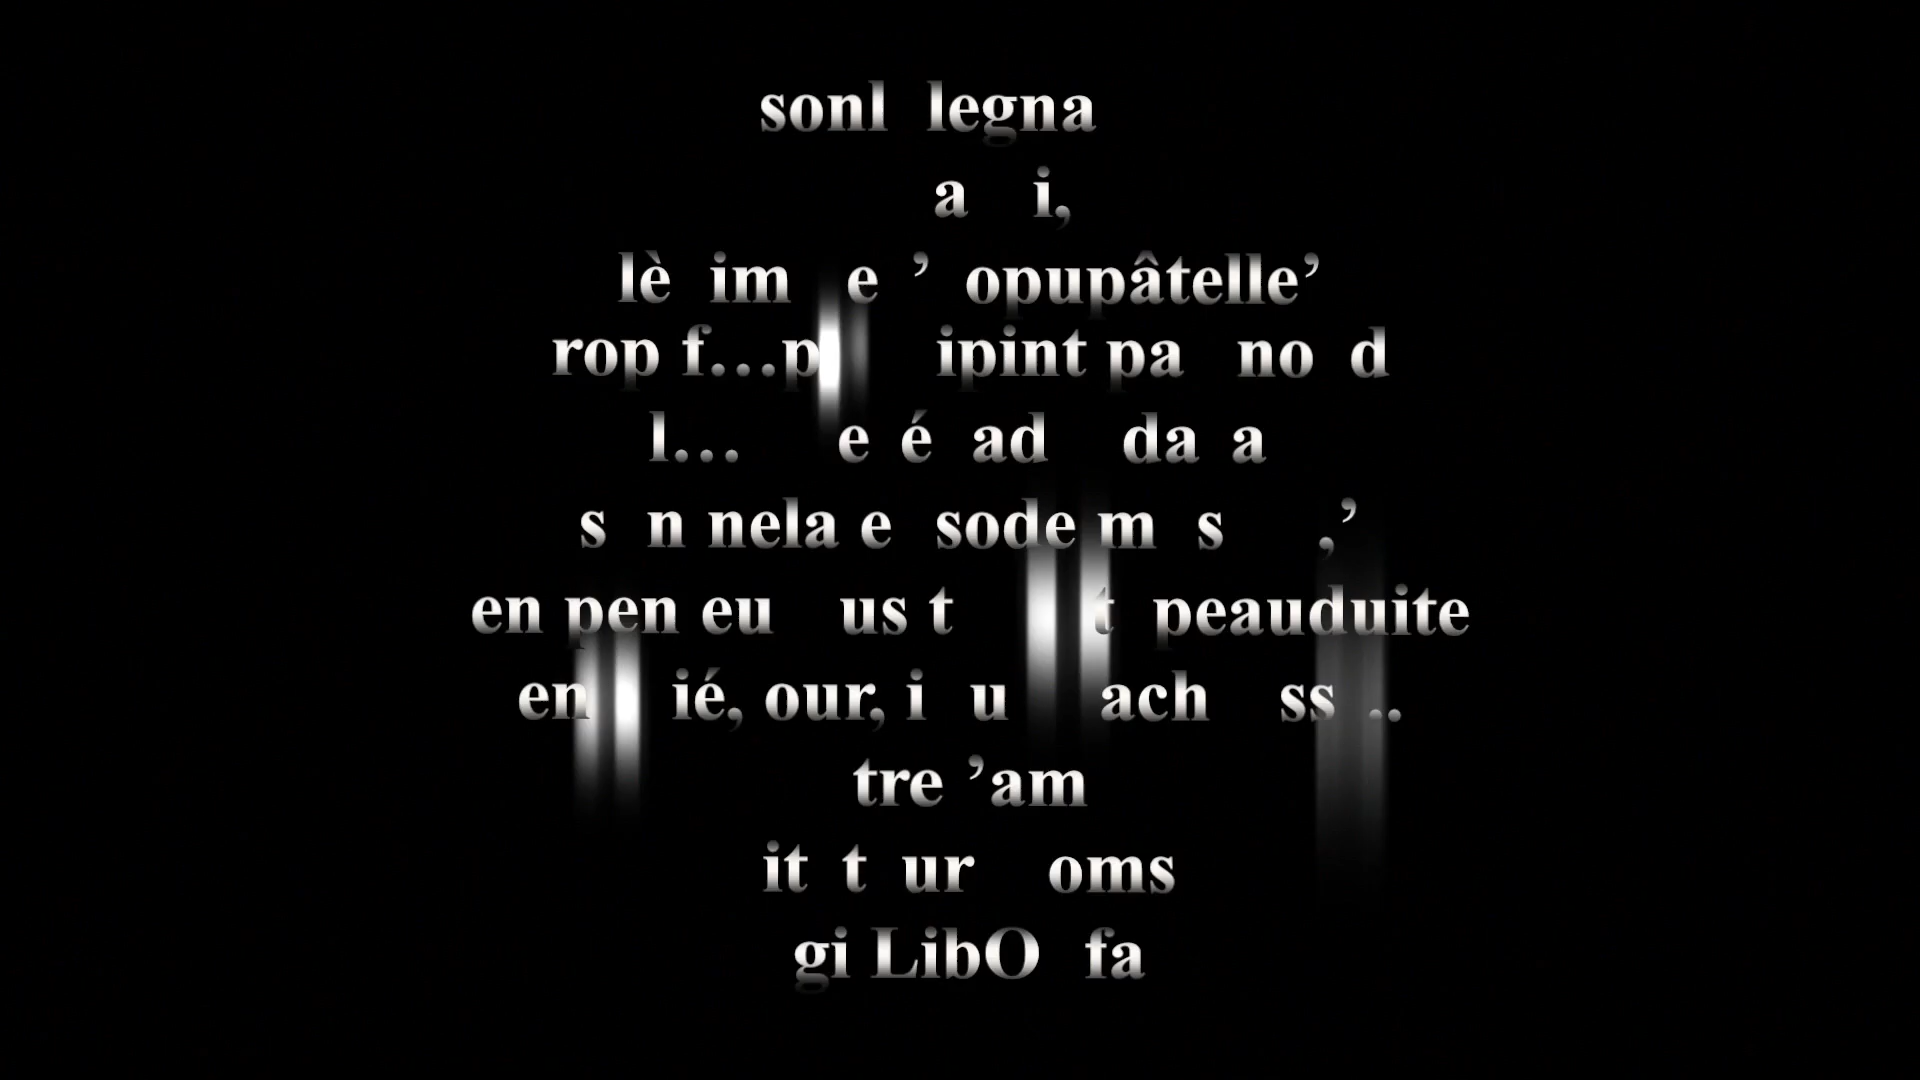 sonl legna
a i,
lè im e ’ opupâtelle’
rop f…p ipint pa no d
l… e é ad da a
s n nela e sode m s ,’
en pen eu us t t peauduite
en ié, our, i u ach ss ..
tre ’am
it t ur oms
gi LibO fa